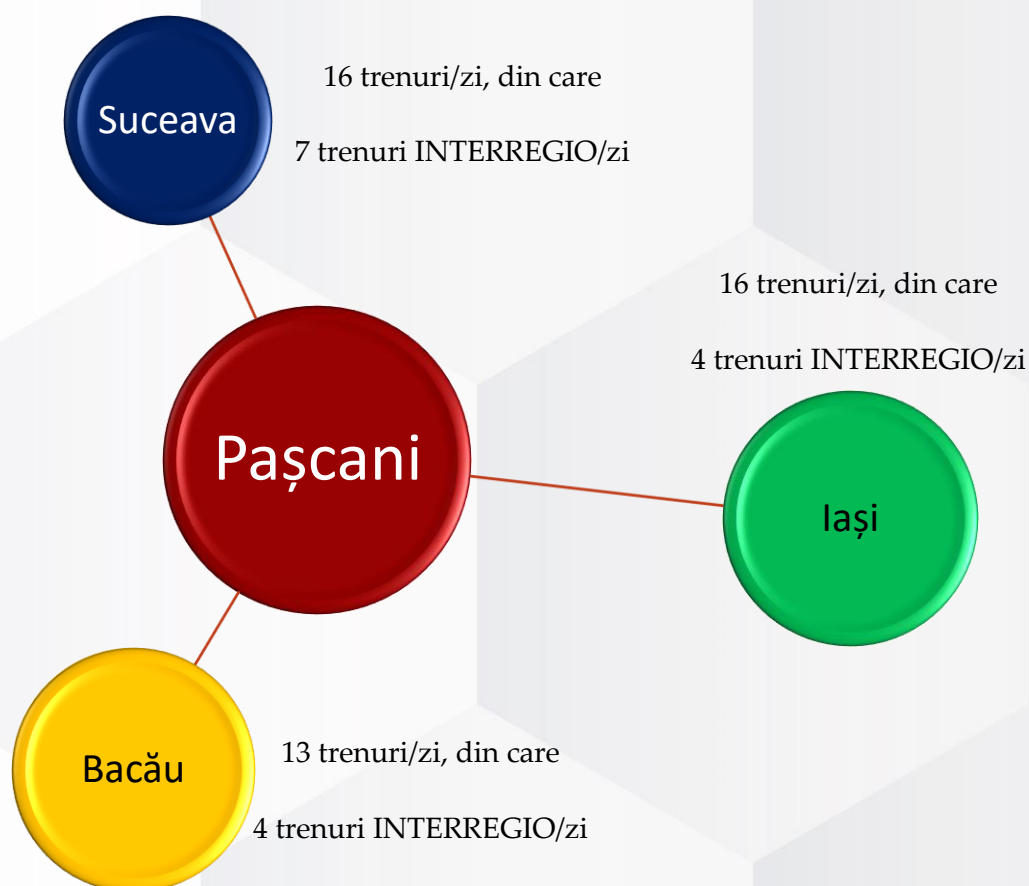 Suceava
16 trenuri/zi, din care
7 trenuri INTERREGIO/zi
16 trenuri/zi, din care
4 trenuri INTERREGIO/zi
Pașcani
Iași
Bacău
13 trenuri/zi, din care
4 trenuri INTERREGIO/zi